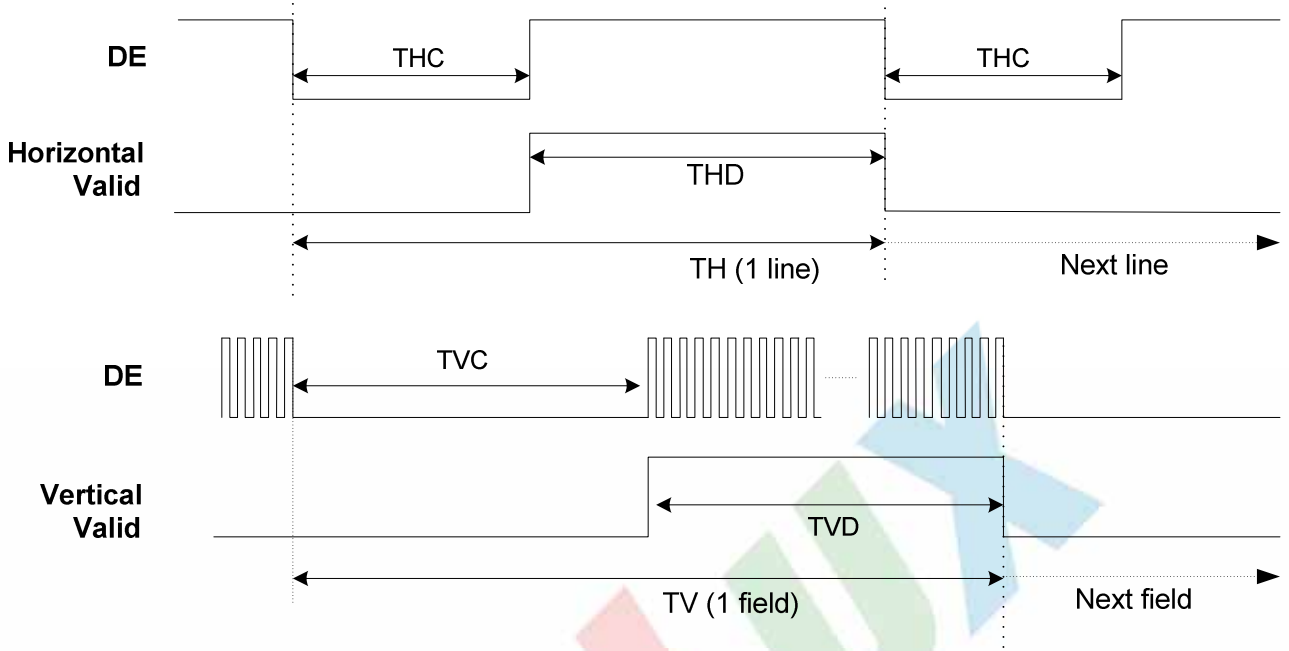 DE
THC
THC
Horizontal
Valid
THD
TH (1 line)
Next line
DE
TVC
Vertical
Valid
TVD
TV (1 field)
Next field